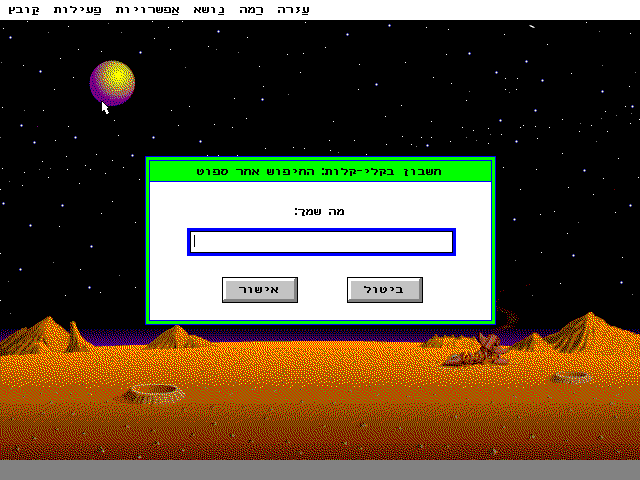 קובץ פעילות אפשרויות נושא רמה עזרה
חשבון בקלי-קלות: החיפוש אחר ספוט
מה שמך:
אישור ביטול